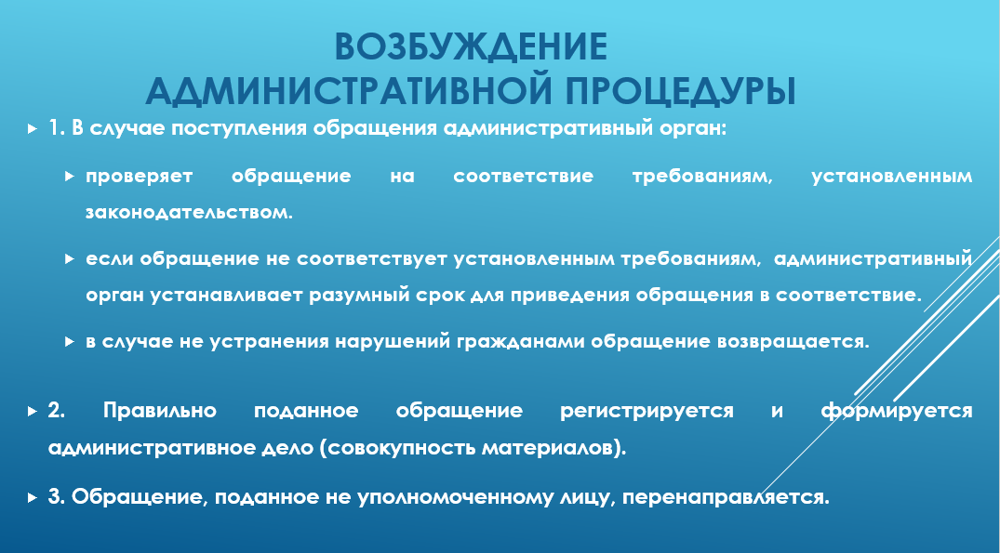 ВОЗБУЖДЕНИЕ
АДМИНИСТРАТИВНОЙ ПРОЦЕДУРЫ
1. В случае поступления обращения административный орган:
проверяет обращение на соответствие требованиям, установленным
законодательством.
если обращение не соответствует установленным требованиям, административный
орган устанавливает разумный срок для приведения обращения в соответствие.
в случае не устранения нарушений гражданами обращение возвращается.
2. Правильно поданное обращение регистрируется и формируется
административное дело (совокупность материалов).
3. Обращение, поданное не уполномоченному лицу, перенаправляется.